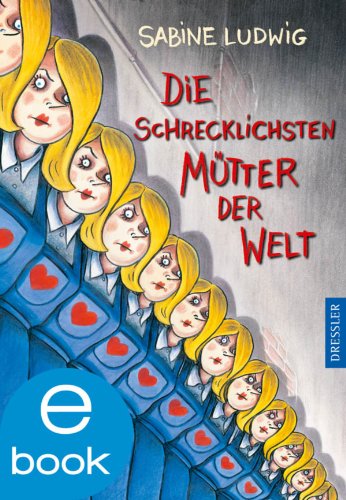 SABINE LUDWIG
DIE
SCHRECKLICHSTEN
MÜTTER
DER
WELT
DRESSLER
e
book